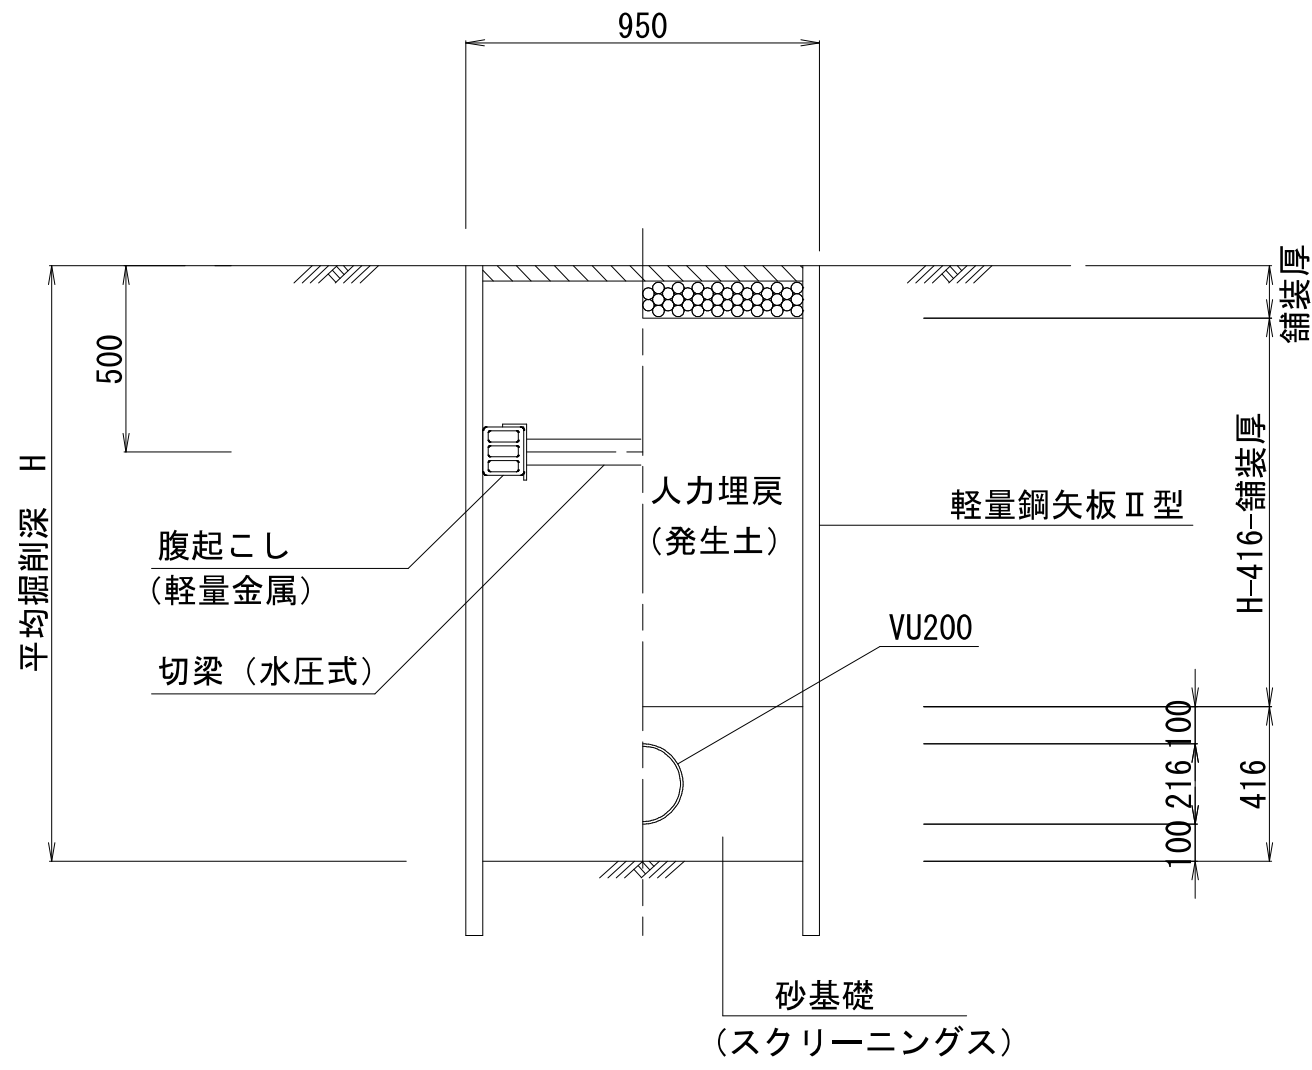 950
舗装厚
500
平均掘削深 H
人力埋戻
(発生土)
軽量鋼矢板Ⅱ型
H-416-舗装厚
腹起こし
(軽量金属)
切梁（水圧式）
VU200
100
216
416
100
砂基礎
(スクリーニングス)